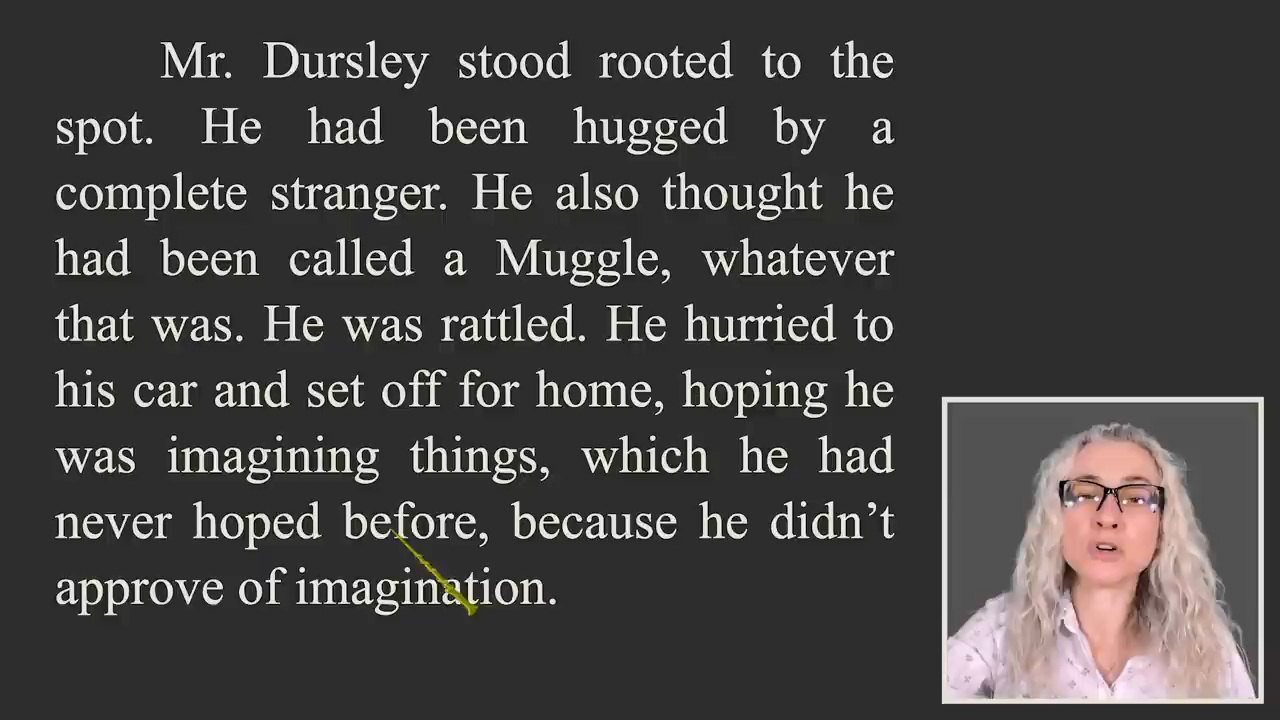 Mr. Dursley stood rooted to the
spot. He had been hugged by a
complete stranger. He also thought he
had been called a Muggle, whatever
that was. He was rattled. He hurried to
his car and set off for home, hoping he
was imagining things, which he had
never hoped before, because he didn’t
approve of imagination.